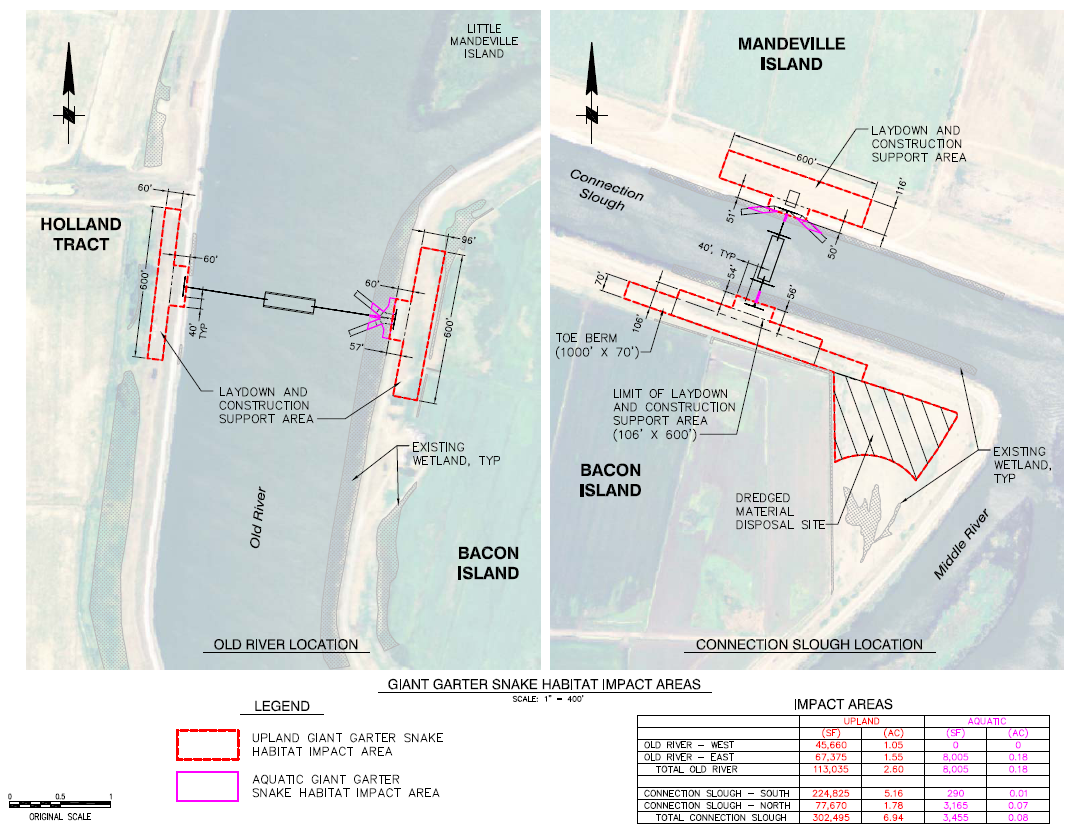 LITTLE
MANDEVILLE
ISLAND
HOLLAND
TRACT
60'
60'
600'
40'
TYP
96'
60'
600'
57'
LAYDOWN AND
CONSTRUCTION
SUPPORT AREA
EXISTING
WETLAND, TYP
Old River
BACON
ISLAND
OLD RIVER LOCATION
MANDEVILLE
ISLAND
LAYDOWN AND
CONSTRUCTION
SUPPORT AREA
600'
116'
Connection
Slough
51'
50'
40', TYP
54'
56'
70'
106'
TOE BERM
(1000' X 70')
LIMIT OF LAYDOWN
AND CONSTRUCTION
SUPPORT AREA
(106' X 600')
BACON
ISLAND
DREDGED
MATERIAL
DISPOSAL SITE
EXISTING
WETLAND,
TYP
Middle River
CONNECTION SLOUGH LOCATION
GIANT GARTER SNAKE HABITAT IMPACT AREAS
SCALE: 1" = 400'
LEGEND
UPLAND GIANT GARTER SNAKE
HABITAT IMPACT AREA
AQUATIC GIANT GARTER
SNAKE HABITAT IMPACT AREA
0 0.5 1
ORIGINAL SCALE
IMPACT AREAS
UPLAND AQUATIC
(SF) (AC) (SF) (AC)
OLD RIVER – WEST 45,660 1.05 0 0
OLD RIVER – EAST 67,375 1.55 8,005 0.18
TOTAL OLD RIVER 113,035 2.60 8,005 0.18
CONNECTION SLOUGH – SOUTH 224,825 5.16 290 0.01
CONNECTION SLOUGH – NORTH 77,670 1.78 3,165 0.07
TOTAL CONNECTION SLOUGH 302,495 6.94 3,455 0.08